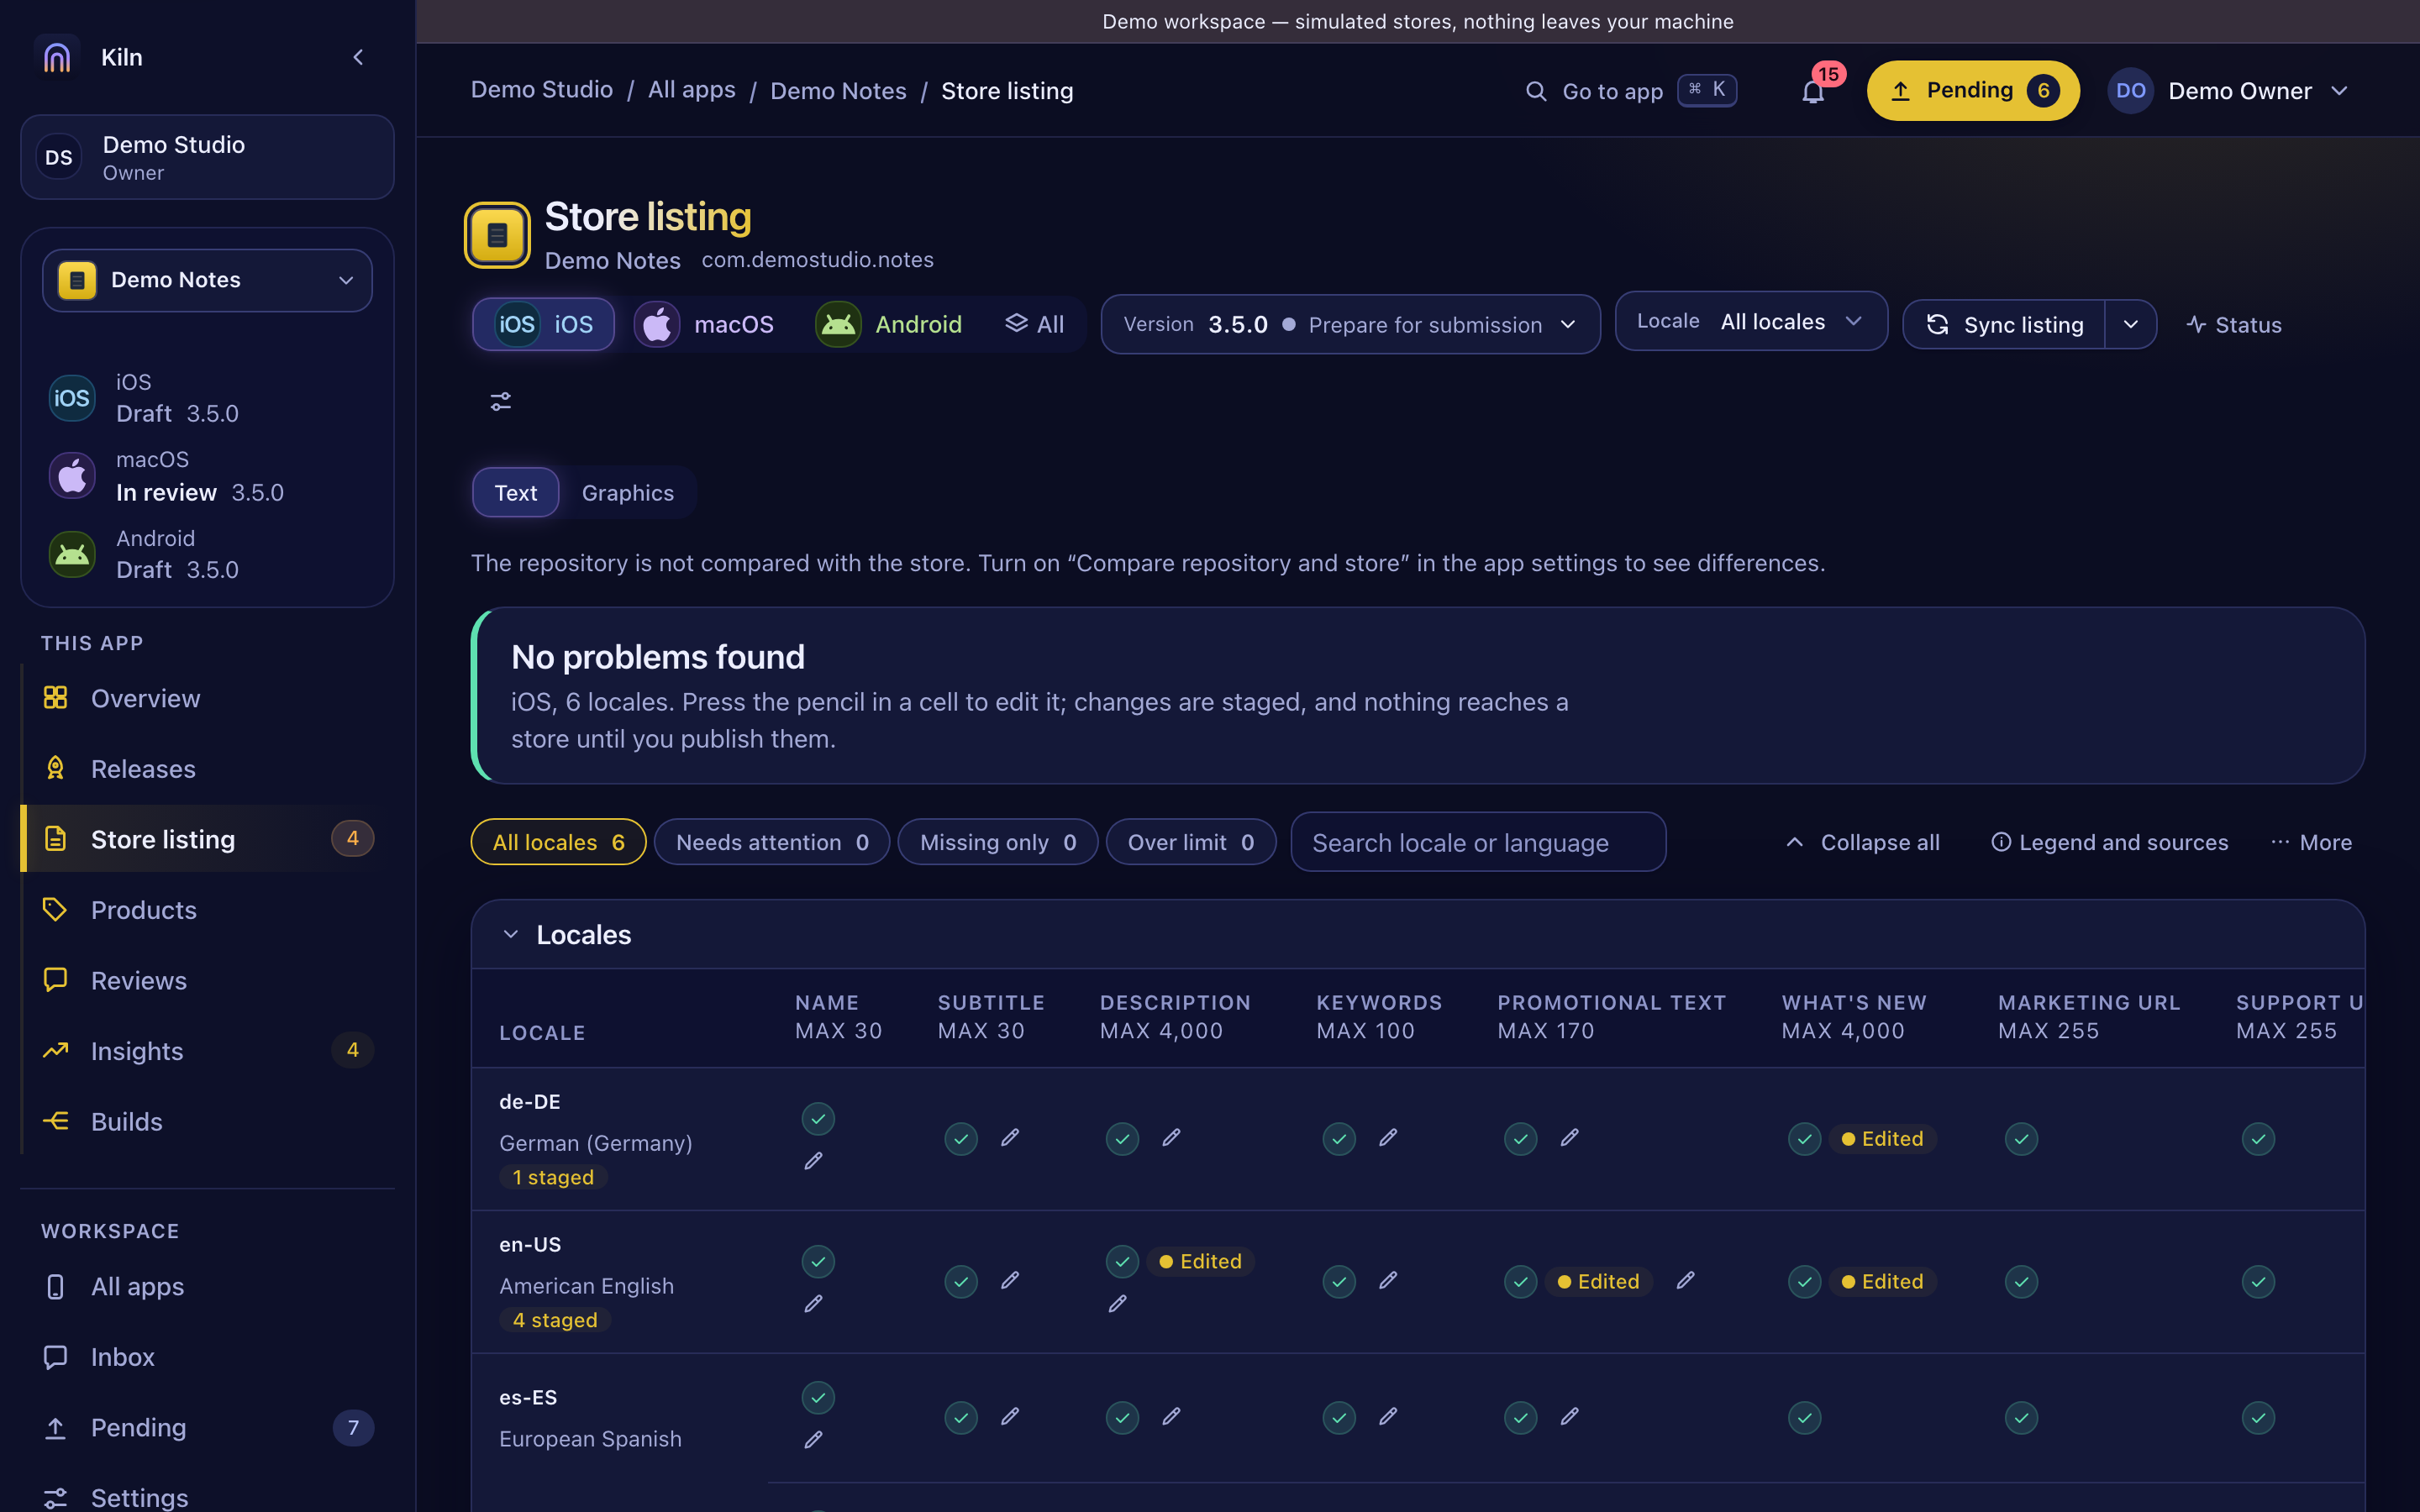 Demo workspace — simulated stores, nothing leaves your machine
Kiln
DS
Demo Studio
Owner
Demo Notes
iOS
iOS
Draft 3.5.0
macOS
In review 3.5.0
Android
Draft 3.5.0
THIS APP
Overview
Releases
Store listing 4
Products
Reviews
Insights 4
Builds
WORKSPACE
All apps
Inbox
Pending 7
Settings
Demo Studio / All apps / Demo Notes / Store listing
Go to app ⌘ K
15
Pending 6
DO Demo Owner
Store listing
Demo Notes com.demostudio.notes
iOS iOS macOS Android All
Version 3.5.0 Prepare for submission
Locale All locales
Sync listing
Status
Text Graphics
The repository is not compared with the store. Turn on “Compare repository and store” in the app settings to see differences.
No problems found
iOS, 6 locales. Press the pencil in a cell to edit it; changes are staged, and nothing reaches a
store until you publish them.
All locales 6 Needs attention 0 Missing only 0 Over limit 0 Search locale or language Collapse all Legend and sources ··· More
Locales
LOCALE
NAME MAX 30
SUBTITLE MAX 30
DESCRIPTION MAX 4,000
KEYWORDS MAX 100
PROMOTIONAL TEXT MAX 170
WHAT'S NEW MAX 4,000
MARKETING URL MAX 255
SUPPORT U MAX 255
de-DE
German (Germany)
1 staged
Edited
en-US
American English
4 staged
Edited
Edited
Edited
es-ES
European Spanish